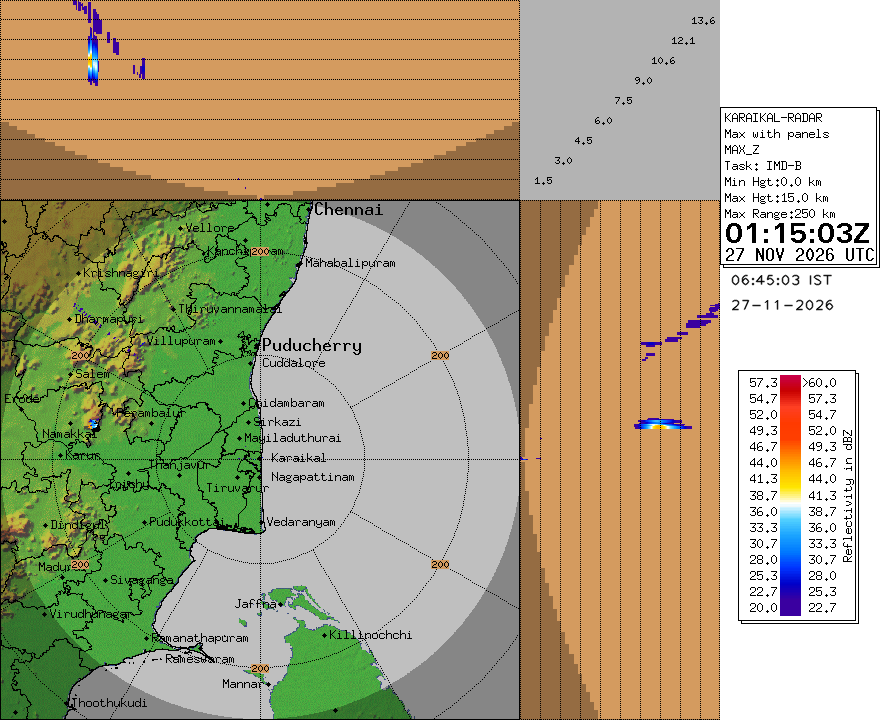 13.6
12.1
10.6
9.0
7.5
6.0
4.5
3.0
1.5
KARAIKAL-RADAR
Max with panels
MAX_Z
Task: IMD-B
Min Hgt:0.0 km
Max Hgt:15.0 km
Max Range:250 km
01:15:03Z
27 NOV 2026 UTC
06:45:03 IST
27-11-2026
Chennai
Vellore
200
Mahabalipuram
Krishnagiri
Thiruvannamalai
Dharmapuri
Villupuram
Puducherry
200
200
Cuddalore
Salem
Chidambaram
Perambalur
Sirkazi
Namakkal
Mayiladuthurai
Karur
Karaikal
Thanjavur
Nagapattinam
Tiruvarur
Dindigul
Pudukkottai
Vedaranyam
200
200
Sivaganga
Jaffna
Virudhunagar
Killinochchi
Ramanathapuram
Rameswaram
200
Mannar
Thoothukudi
57.3 >60.0
54.7 57.3
52.0 54.7
49.3 52.0
46.7 49.3
44.0 46.7
41.3 44.0
38.7 41.3
36.0 38.7
33.3 36.0
30.7 33.3
28.0 30.7
25.3 28.0
22.7 25.3
20.0 22.7
Reflectivity in dBZ